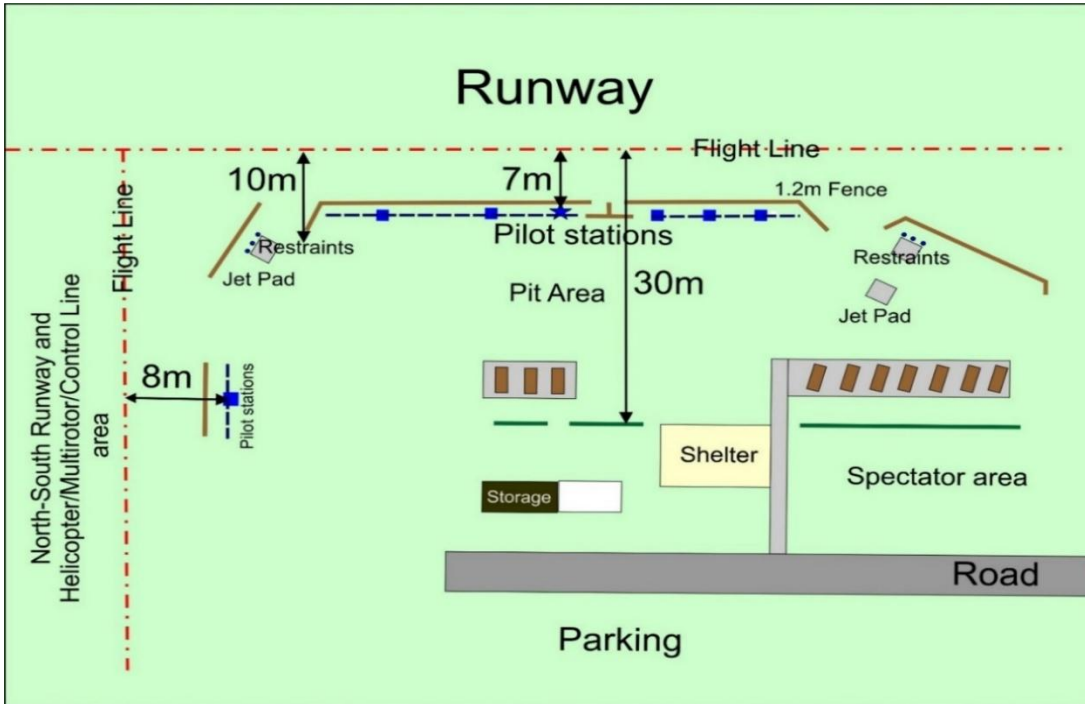 Runway
Flight Line
10m
7m
1.2m Fence
Flight Line
Restraints
Pilot stations
Restraints
Jet Pad
Pit Area
30m
Jet Pad
North-South Runway and
Helicopter/Multirotor/Control Line
area
8m
Pilot stations
Shelter
Spectator area
Storage
Road
Parking